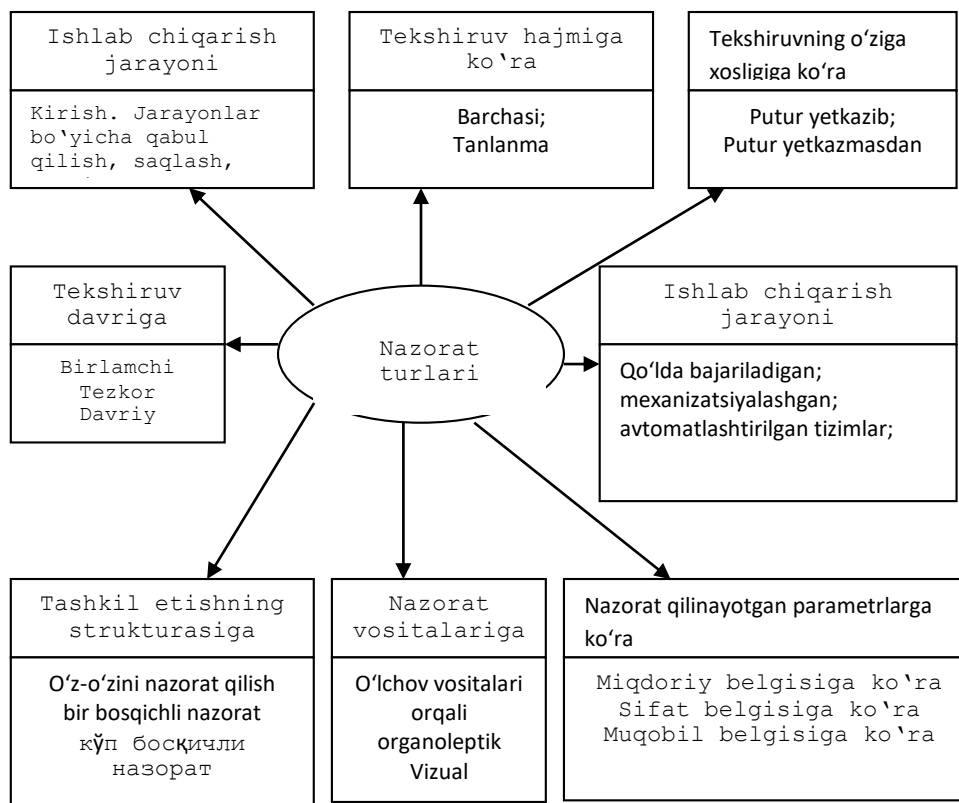 Ishlab chiqarish
jarayoni
Kirish. Jarayonlar
bo‘yicha qabul
qilish, saqlash,
Tekshiruv hajmiga
ko‘ra
Barchasi;
Tanlanma
Tekshiruvning o‘ziga
xosligiga ko‘ra
Putur yetkazib;
Putur yetkazmasdan
Tekshiruv
davriga
Birlamchi
Tezkor
Davriy
Nazorat
turlari
Ishlab chiqarish
jarayoni
Qo‘lda bajariladigan;
mexanizatsiyalashgan;
avtomatlashtirilgan tizimlar;
Tashkil etishning
strukturasiga
O‘z-o‘zini nazorat qilish
bir bosqichli nazorat
кўп босқичли
назорат
Nazorat
vositalariga
O‘lchov vositalari
orqali
organoleptik
Vizual
Nazorat qilinayotgan parametrlarga
ko‘ra
Miqdoriy belgisiga ko‘ra
Sifat belgisiga ko‘ra
Muqobil belgisiga ko‘ra